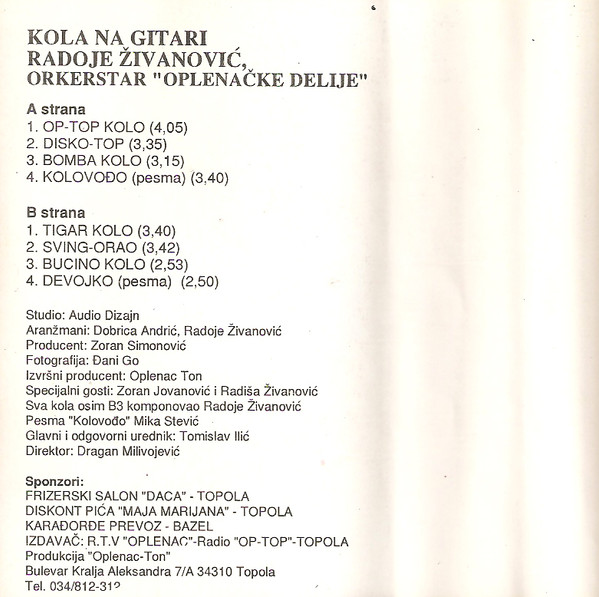 KOLA NA GITARI
RADOJE ŽIVANOVIĆ,
ORKERSTAR "OPLENAČKE DELIJE"
A strana
1. OP-TOP KOLO (4,05)
2. DISKO-TOP (3,35)
3. BOMBA KOLO (3,15)
4. KOLOVOĐO (pesma) (3,40)
B strana
1. TIGAR KOLO (3,40)
2. SVING-ORAO (3,42)
3. BUCINO KOLO (2,53)
4. DEVOJKO (pesma) (2,50)
Studio: Audio Dizajn
Aranžmani: Dobrica Andrić, Radoje Živanović
Producent: Zoran Simonović
Fotografija: Đani Go
Izvršni producent: Oplenac Ton
Specijalni gosti: Zoran Jovanović i Radiša Živanović
Sva kola osim B3 komponovao Radoje Živanović
Pesma "Kolovođo" Mika Stević
Glavni i odgovorni urednik: Tomislav Ilić
Direktor: Dragan Milivojević
Sponzori:
FRIZERSKI SALON "DACA" - TOPOLA
DISKONT PIĆA "MAJA MARIJANA" - TOPOLA
KARAĐORĐE PREVOZ - BAZEL
IZDAVAČ: R.T.V "OPLENAC"-Radio "OP-TOP"-TOPOLA
Produkcija "Oplenac-Ton"
Bulevar Kralja Aleksandra 7/A 34310 Topola
Tel. 034/812-312